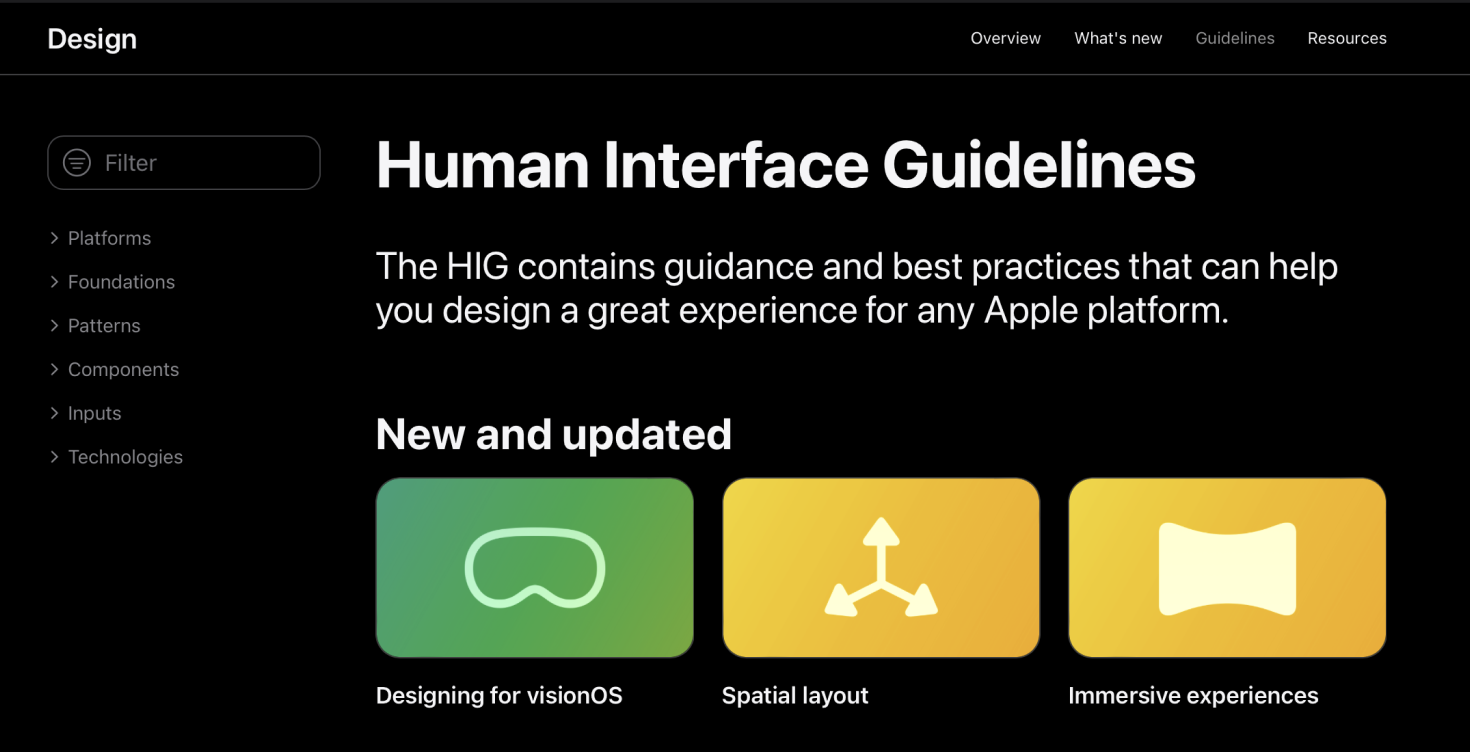 Design
Overview
What's new
Guidelines
Resources
Filter
Platforms
Foundations
Patterns
Components
Inputs
Technologies
Human Interface Guidelines
The HIG contains guidance and best practices that can help
you design a great experience for any Apple platform.
New and updated
Designing for visionOS
Spatial layout
Immersive experiences